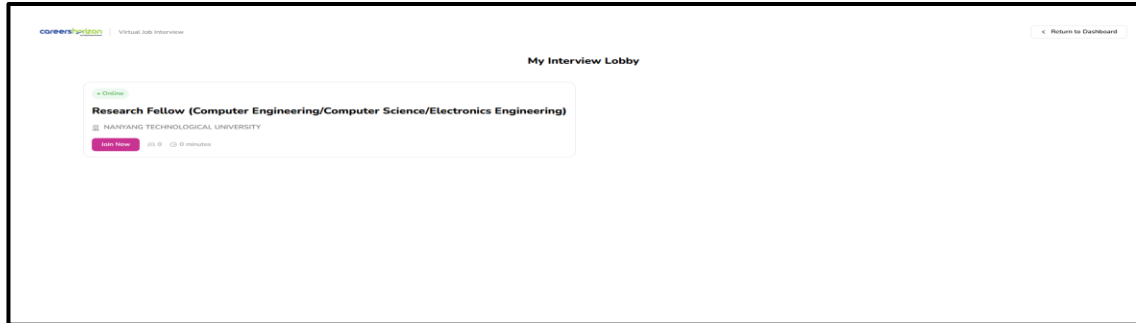 careershorizon | Virtual Job Interview
< Return to Dashboard
My Interview Lobby
• Online
Research Fellow (Computer Engineering/Computer Science/Electronics Engineering)
NANYANG TECHNOLOGICAL UNIVERSITY
Join Now 0 0 minutes